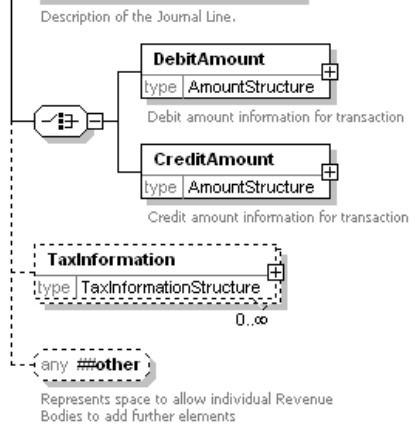 Description of the Journal Line.
DebitAmount
type AmountStructure
Debit amount information for transaction
CreditAmount
type AmountStructure
Credit amount information for transaction
TaxInformation
type TaxInformationStructure
0..∞
any ##other
Represents space to allow individual Revenue
Bodies to add further elements